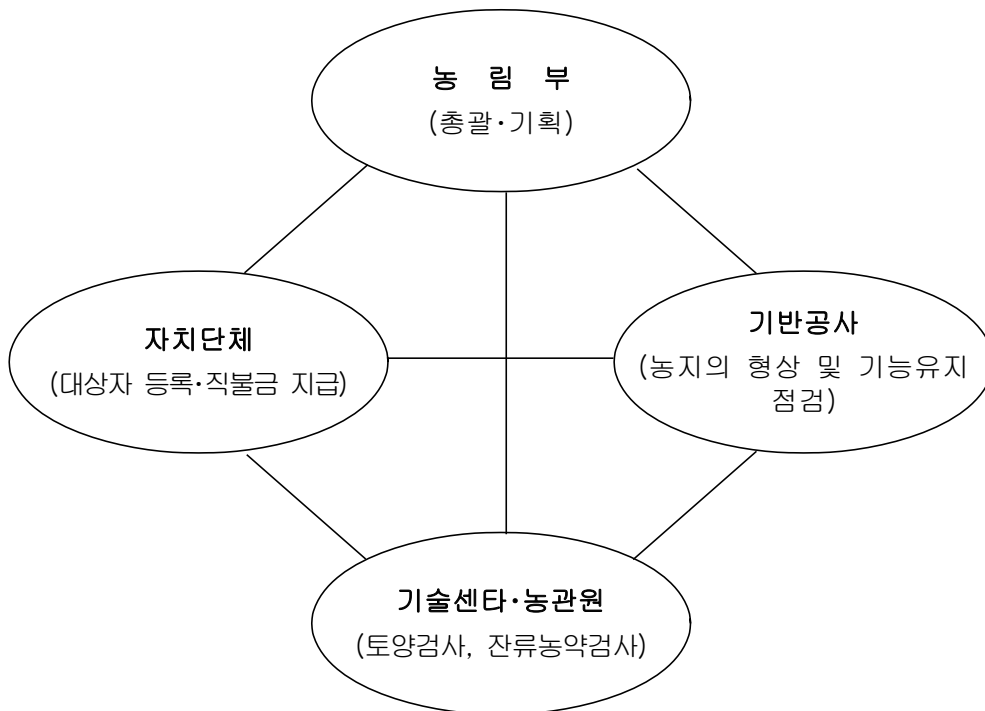 농 림 부
(총괄·기획)
자치단체
(대상자 등록·직불금 지급)
기반공사
(농지의 형상 및 기능유지
점검)
기술센타·농관원
(토양검사, 잔류농약검사)